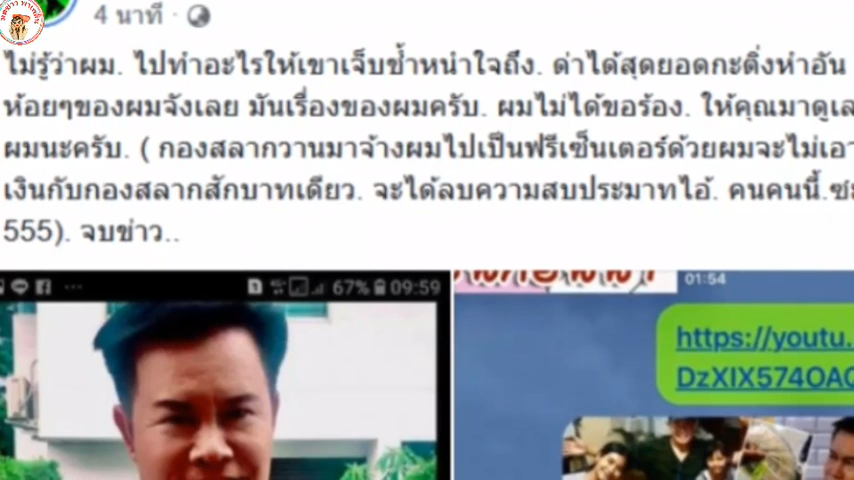 4 นาที ·
ไม่รู้ว่าผม. ไปทำอะไรให้เขาเจ็บช้ำหนำใจถึง. ด่าได้สุดยอดกะติ่งหำอัน
ห้อยๆของผมจังเลย มันเรื่องของผมครับ. ผมไม่ได้ขอร้อง. ให้คุณมาดูเล
ผมนะครับ. ( กองสลากวานมาจ้างผมไปเป็นฟรีเซ็นเตอร์ด้วยผมจะไม่เอา
เงินกับกองสลากสักบาทเดียว. จะได้ลบความสบประมาทไอ้. คนคนนี้.ซะ
555). จบข่าว..
67% 09:59
01:54
https://youtu.
DzXIX574OAC